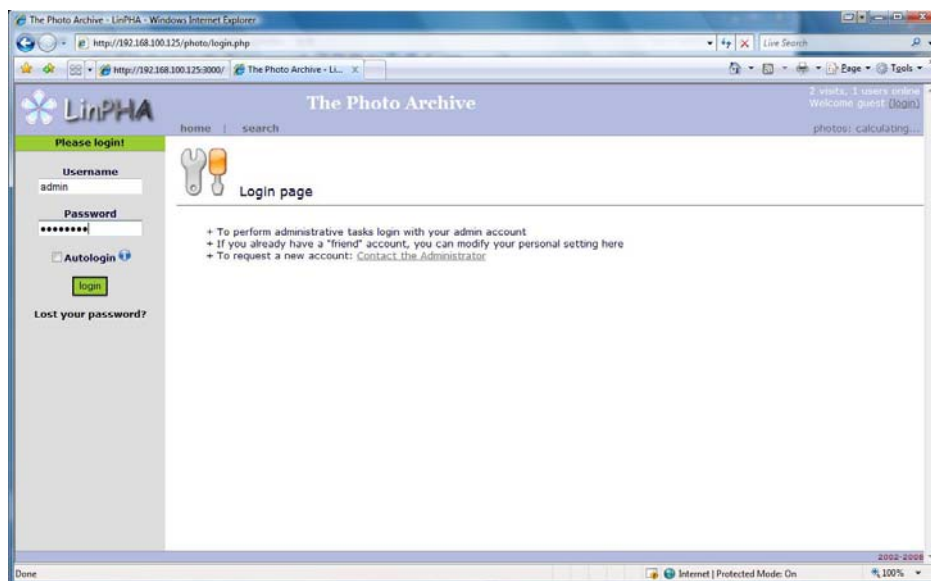 The Photo Archive - LinPHA - Windows Internet Explorer
http://192.168.100.125/photo/login.php
Live Search
http://192.168.100.125:3000/
The Photo Archive - Li...
Page
Tools
LinPHA
The Photo Archive
2 visits, 1 users online
Welcome guest (login)
home | search
photos: calculating...
Please login!
Username
admin
Password
••••••••
Autologin
login
Lost your password?
Login page
+ To perform administrative tasks login with your admin account
+ If you already have a "friend" account, you can modify your personal setting here
+ To request a new account: Contact the Administrator
2002-2008
Done
Internet | Protected Mode: On
100%